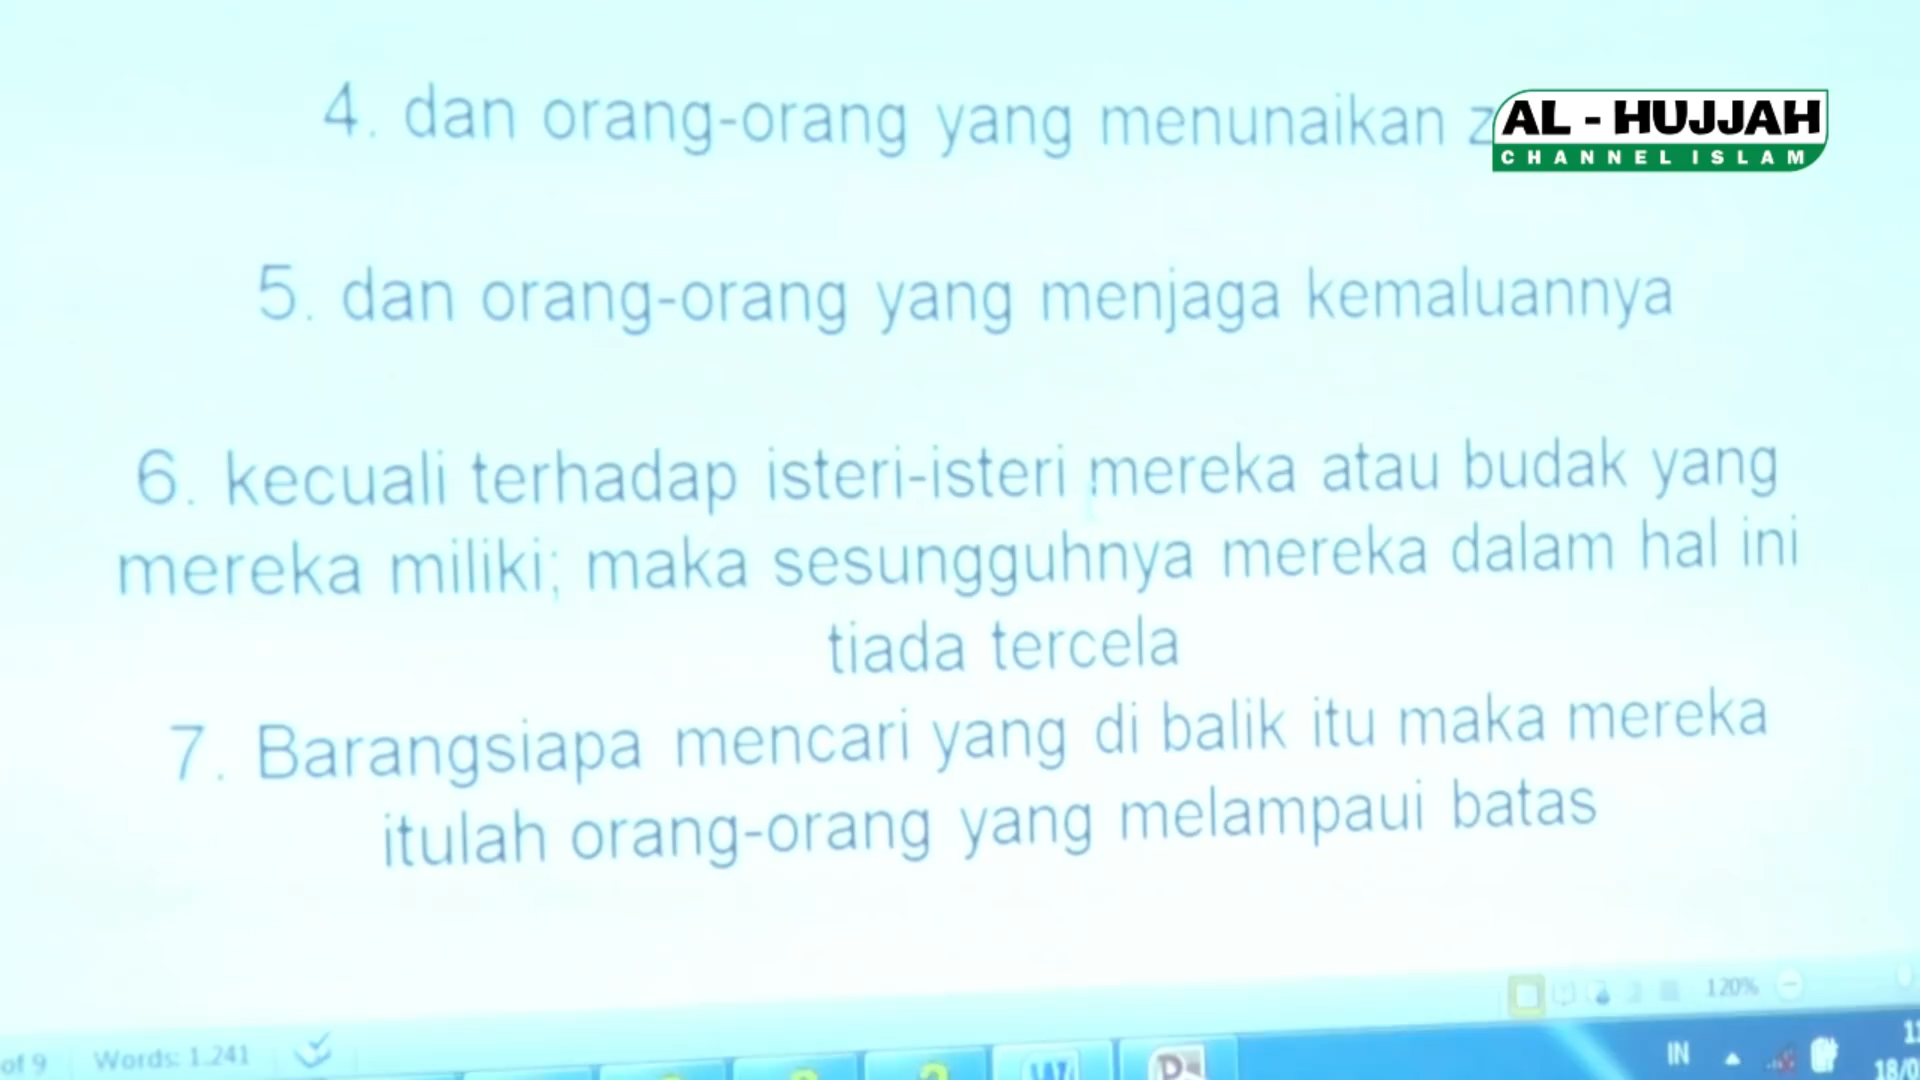 4. dan orang-orang yang menunaikan
AL - HUJJAH
CHANNEL ISLAM
5. dan orang-orang yang menjaga kemaluannya
6. kecuali terhadap isteri-isteri mereka atau budak yang
mereka miliki; maka sesungguhnya mereka dalam hal ini
tiada tercela
7. Barangsiapa mencari yang di balik itu maka mereka
itulah orang-orang yang melampaui batas
120%
of 9 Words: 1.241
IN